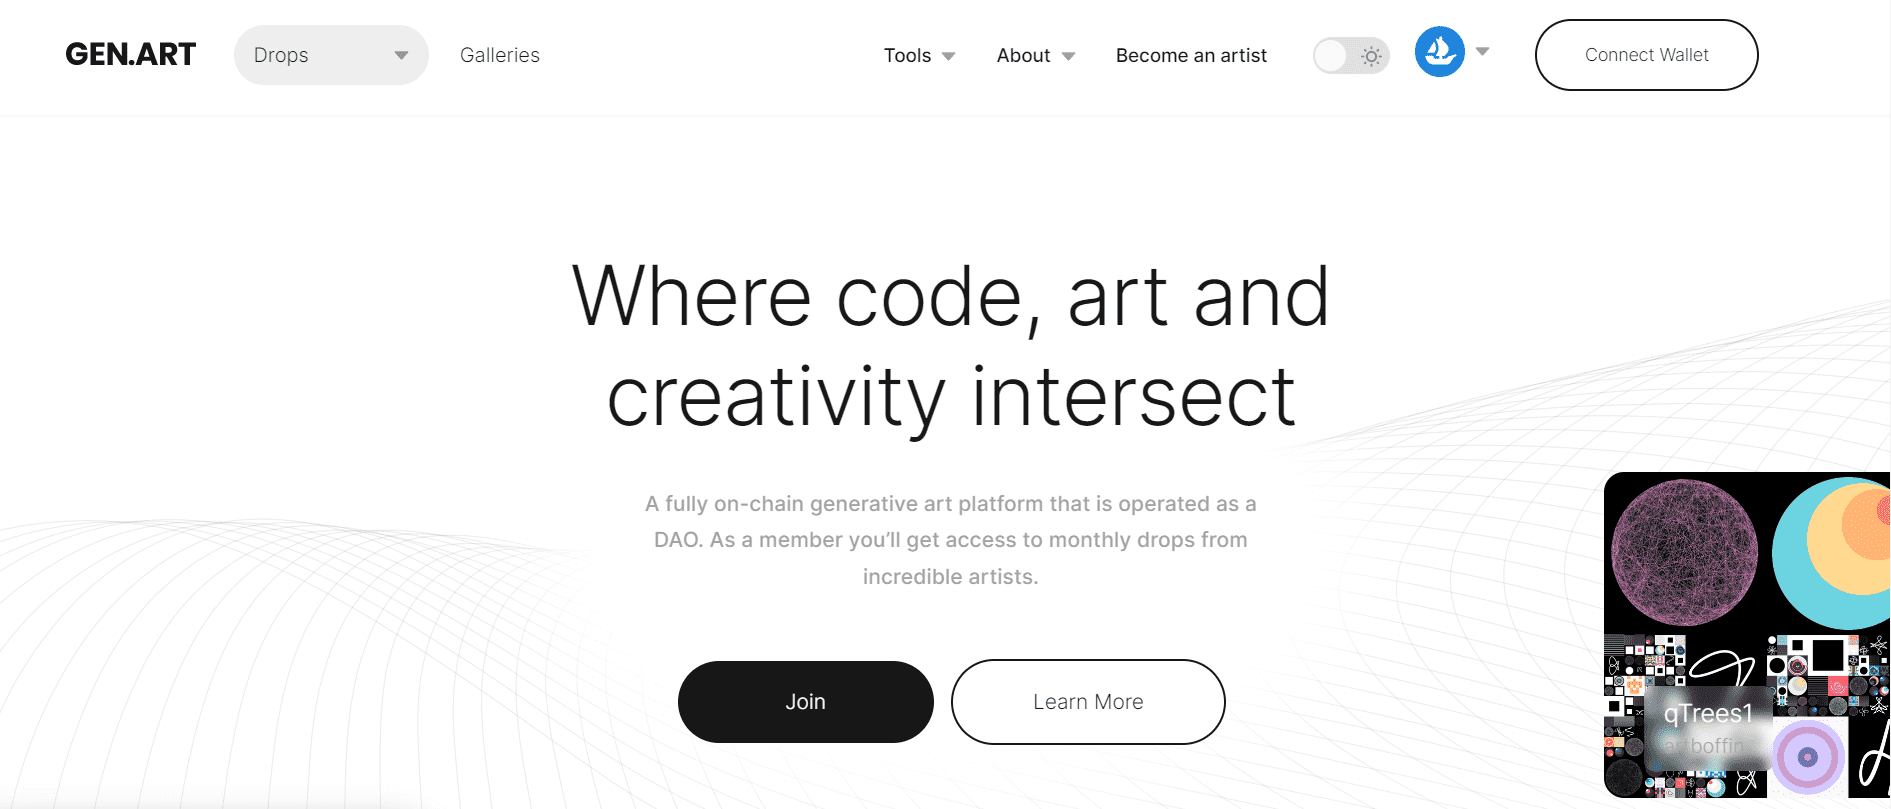 GEN.ART
Drops
Galleries
Tools
About
Become an artist
Connect Wallet
Where code, art and
creativity intersect
A fully on-chain generative art platform that is operated as a
DAO. As a member you’ll get access to monthly drops from
incredible artists.
Join
Learn More
qTrees1
artboffin